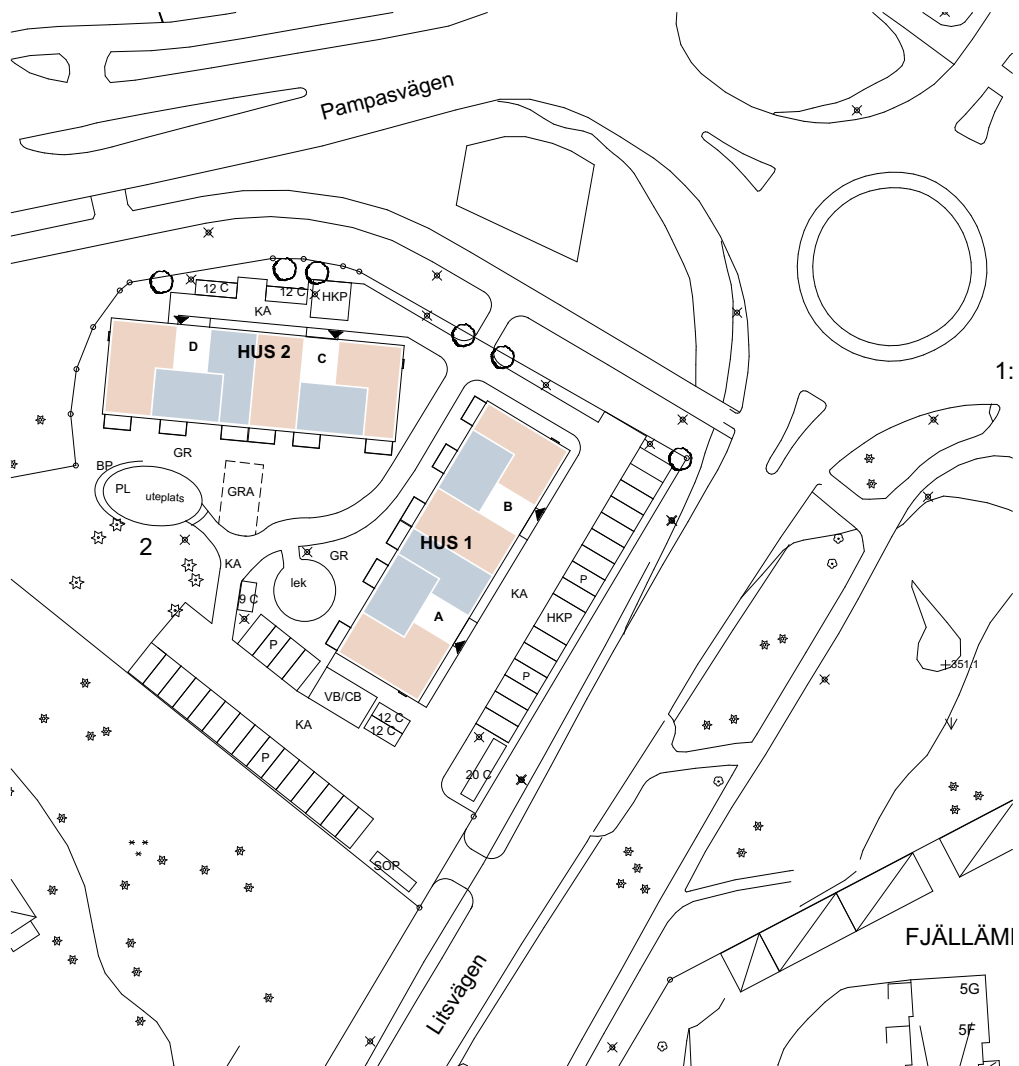 Pampasvägen
12 C
12 C
HKP
KA
D
HUS 2
C
1:
GR
BP
PL
uteplats
GRA
B
2
HUS 1
KA
GR
lek
P
9 C
KA
HKP
A
P
P
+351.1
VB/CB
12 C
12 C
KA
P
20 C
SOP
Litsvägen
FJÄLLÄM
5G
5F